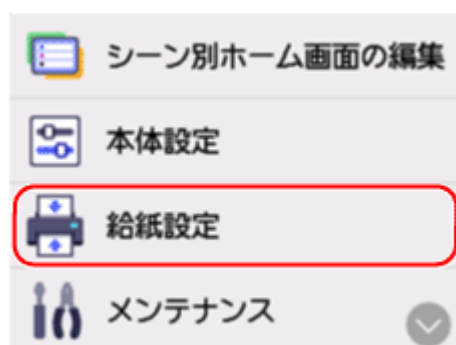 シーン別ホーム画面の編集
本体設定
給紙設定
メンテナンス